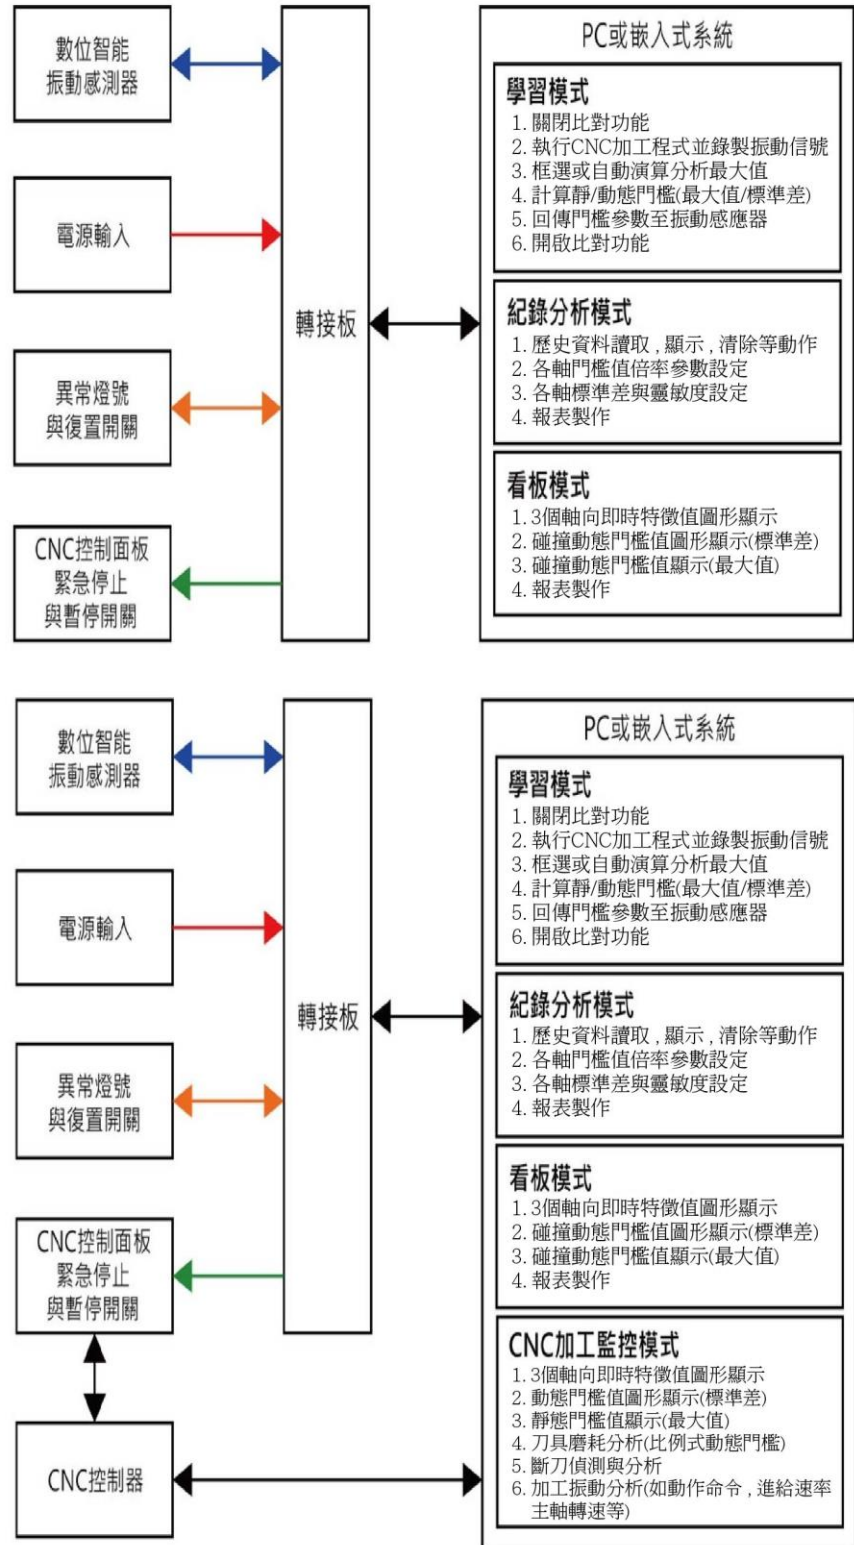 數位智能
振動感測器
電源輸入
異常燈號
與復置開關
CNC控制面板
緊急停止
與暫停開關
轉接板
PC或嵌入式系統
學習模式
1. 關閉比對功能
2. 執行CNC加工程式並錄製振動信號
3. 框選或自動演算分析最大值
4. 計算靜/動態門檻(最大值/標準差)
5. 回傳門檻參數至振動感應器
6. 開啟比對功能
紀錄分析模式
1. 歷史資料讀取 , 顯示 , 清除等動作
2. 各軸門檻值倍率參數設定
3. 各軸標準差與靈敏度設定
4. 報表製作
看板模式
1. 3個軸向即時特徵值圖形顯示
2. 碰撞動態門檻值圖形顯示(標準差)
3. 碰撞動態門檻值顯示(最大值)
4. 報表製作
數位智能
振動感測器
電源輸入
異常燈號
與復置開關
CNC控制面板
緊急停止
與暫停開關
CNC控制器
轉接板
PC或嵌入式系統
學習模式
1. 關閉比對功能
2. 執行CNC加工程式並錄製振動信號
3. 框選或自動演算分析最大值
4. 計算靜/動態門檻(最大值/標準差)
5. 回傳門檻參數至振動感應器
6. 開啟比對功能
紀錄分析模式
1. 歷史資料讀取 , 顯示 , 清除等動作
2. 各軸門檻值倍率參數設定
3. 各軸標準差與靈敏度設定
4. 報表製作
看板模式
1. 3個軸向即時特徵值圖形顯示
2. 碰撞動態門檻值圖形顯示(標準差)
3. 碰撞動態門檻值顯示(最大值)
4. 報表製作
CNC加工監控模式
1. 3個軸向即時特徵值圖形顯示
2. 動態門檻值圖形顯示(標準差)
3. 靜態門檻值顯示(最大值)
4. 刀具磨耗分析(比例式動態門檻)
5. 斷刀偵測與分析
6. 加工振動分析(如動作命令 , 進給速率
主軸轉速等)